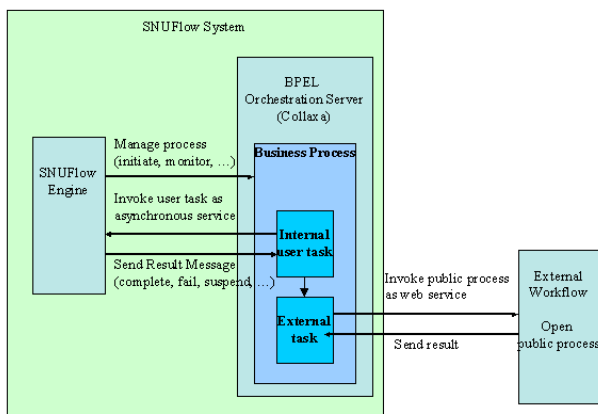 SNUFlow System
BPEL
Orchestration Server
(Collaxa)
Manage process
(initiate, monitor, …)
Business Process
SNUFlow
Engine
Invoke user task as
asynchronous service
Internal
user task
Send Result Message
(complete, fail, suspend, …)
External
task
Invoke public process
as web service
Send result
External
Workflow
Open
public process